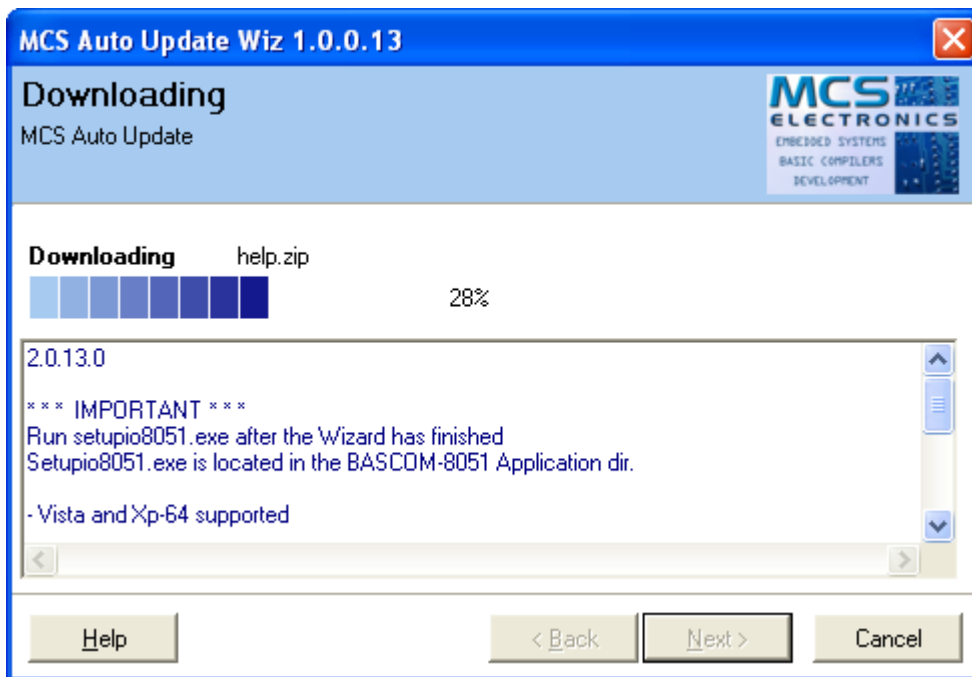 MCS Auto Update Wiz 1.0.0.13
Downloading
MCS Auto Update
MCS
ELECTRONICS
EMBEDDED SYSTEMS
BASIC COMPILERS
DEVELOPMENT
Downloading help.zip
28%
2.0.13.0
* * * IMPORTANT * * *
Run setupio8051.exe after the Wizard has finished
Setupio8051.exe is located in the BASCOM-8051 Application dir.
- Vista and Xp-64 supported
Help
< Back
Next >
Cancel